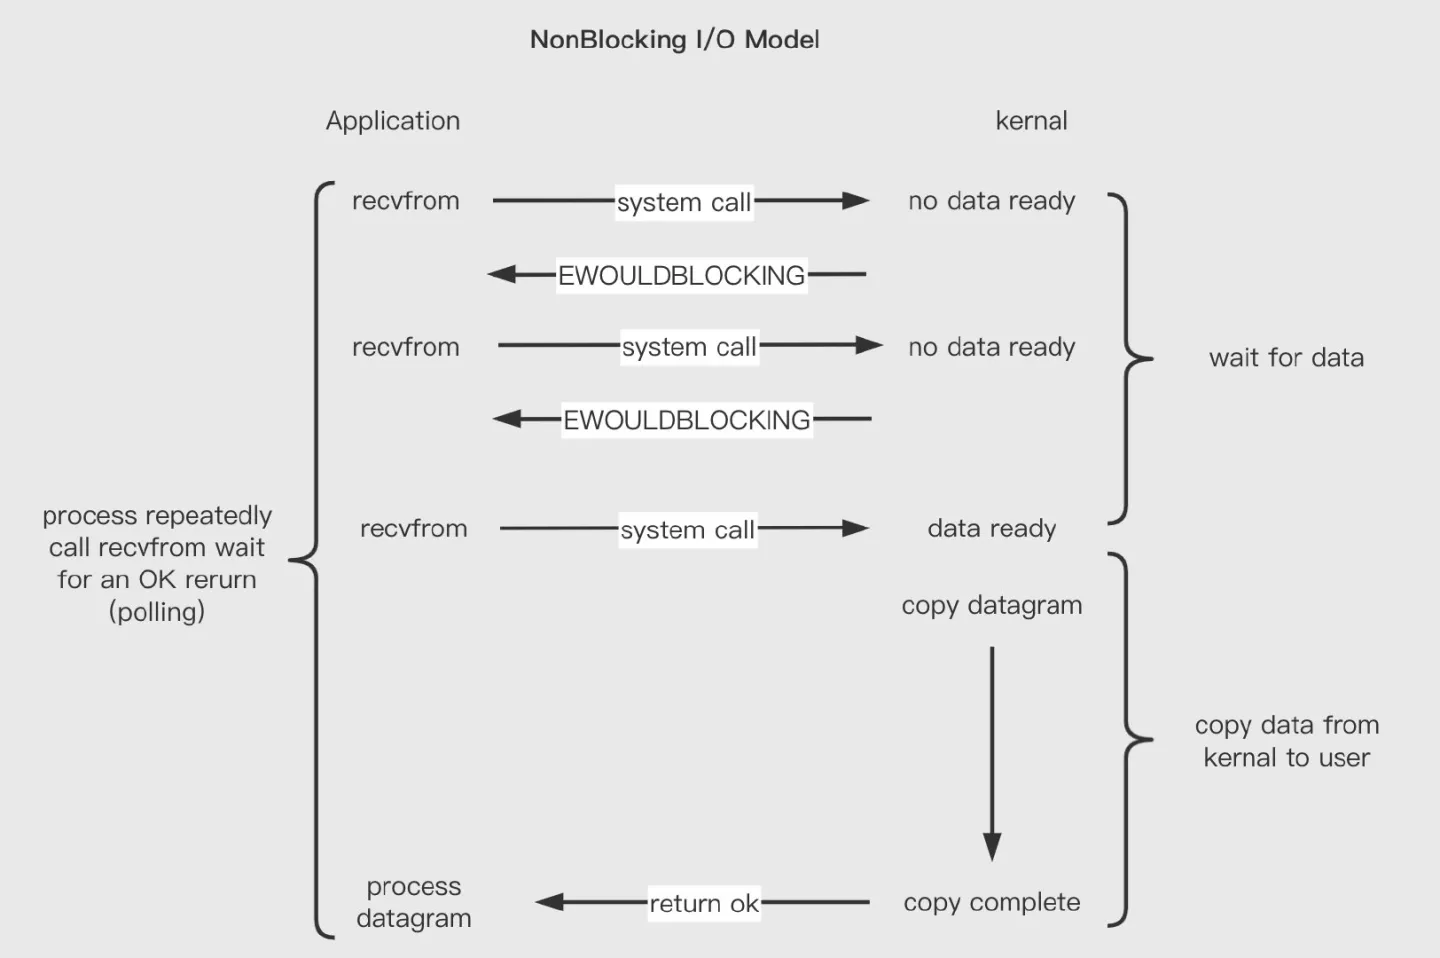 NonBlocking I/O Model
Application
kernal
recvfrom
system call
no data ready
EWOULDBLOCKING
recvfrom
system call
no data ready
wait for data
EWOULDBLOCKING
process repeatedly
call recvfrom wait
for an OK rerurn
(polling)
recvfrom
system call
data ready
copy datagram
copy data from
kernal to user
process
datagram
return ok
copy complete